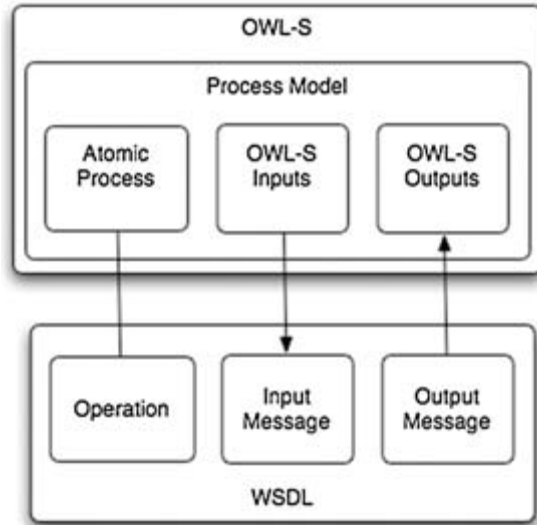 OWL-S
Process Model
Atomic
Process
OWL-S
Inputs
OWL-S
Outputs
Operation
Input
Message
Output
Message
WSDL